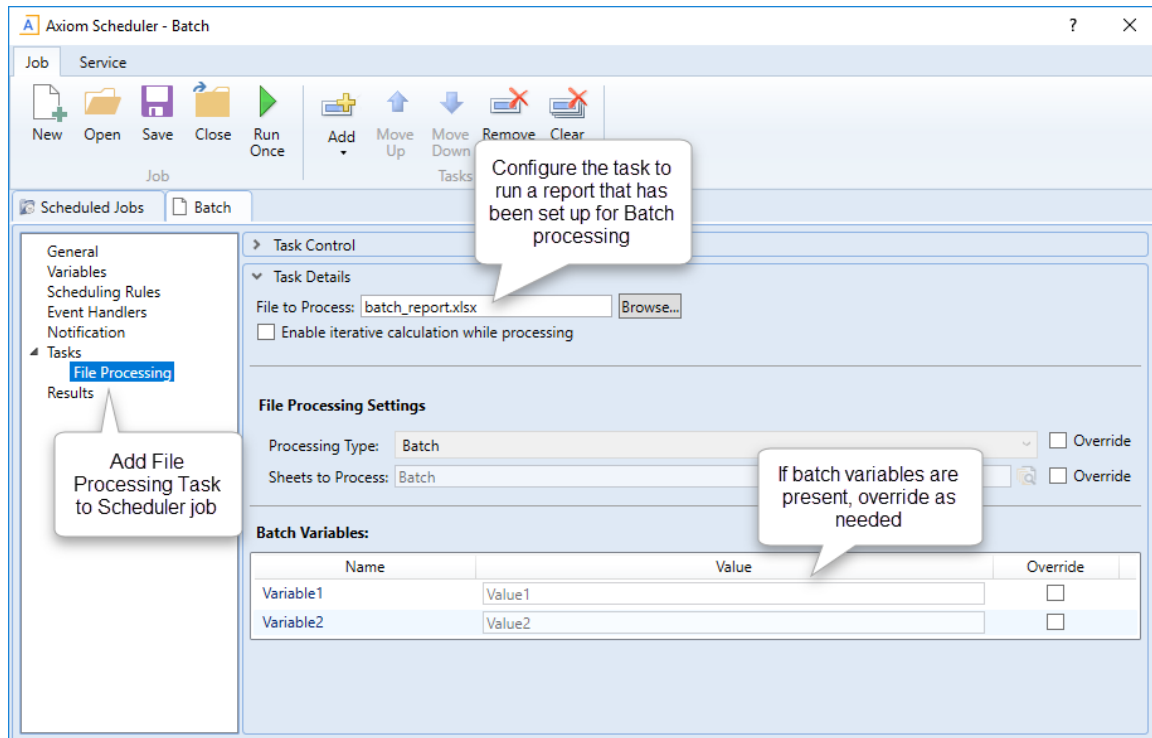 Axiom Scheduler - Batch
?
Job Service
New Open Save Close Run Once Add Move Up Move Down Remove Clear
Job Tasks
Configure the task to
run a report that has
been set up for Batch
processing
Scheduled Jobs Batch
General
Variables
Scheduling Rules
Event Handlers
Notification
Tasks
File Processing
Results
Add File
Processing Task
to Scheduler job
Task Control
Task Details
File to Process: batch_report.xlsx Browse...
Enable iterative calculation while processing
File Processing Settings
Processing Type: Batch Override
Sheets to Process: Batch Override
If batch variables are
present, override as
needed
Batch Variables:
Name Value Override
Variable1 Value1
Variable2 Value2